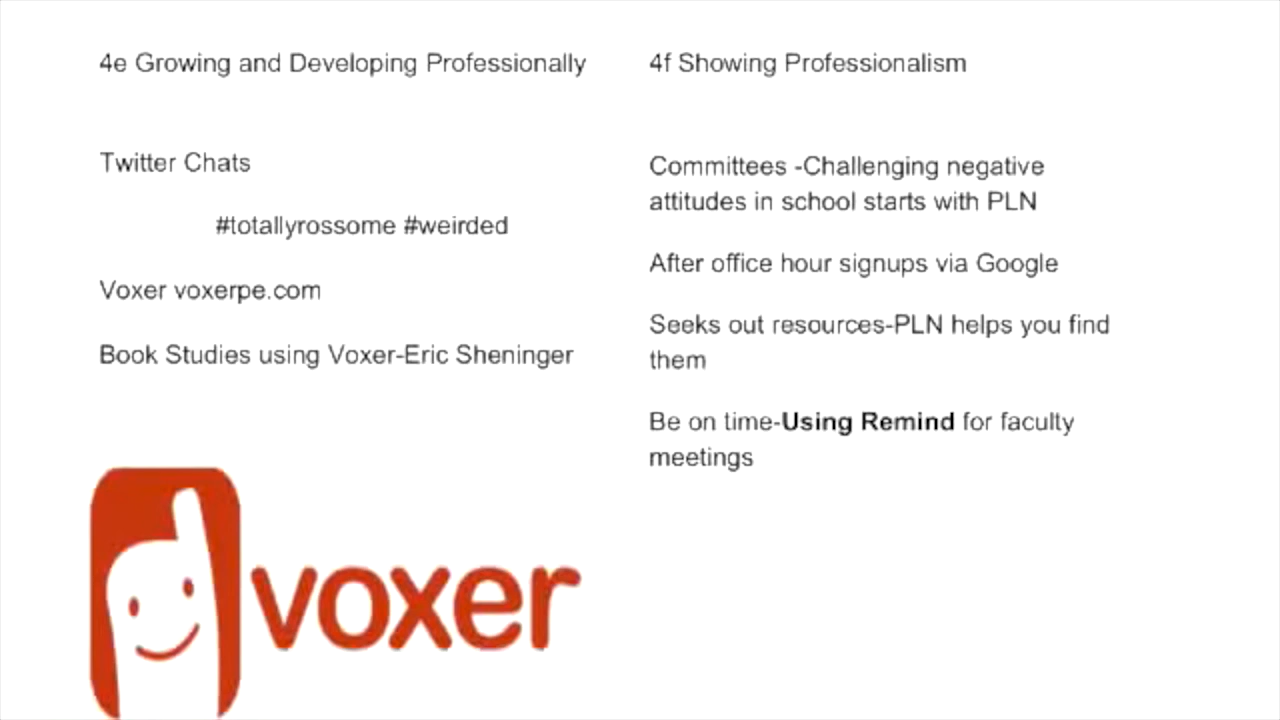 4e Growing and Developing Professionally
Twitter Chats
#totallyrossome #weirded
Voxer voxerpe.com
Book Studies using Voxer-Eric Sheninger
voxer
4f Showing Professionalism
Committees -Challenging negative
attitudes in school starts with PLN
After office hour signups via Google
Seeks out resources-PLN helps you find
them
Be on time-Using Remind for faculty
meetings